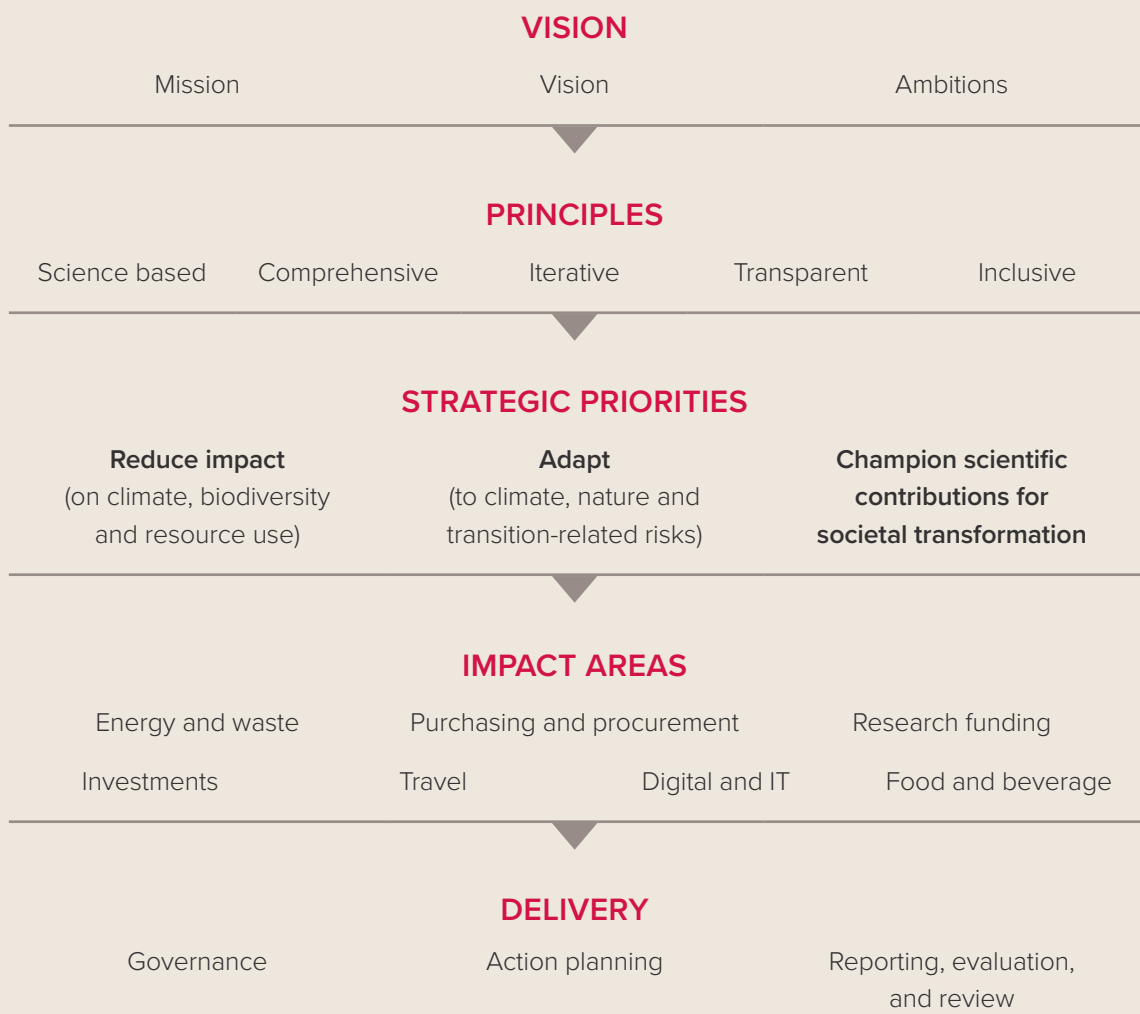 VISION
Mission Vision Ambitions
PRINCIPLES
Science based Comprehensive Iterative Transparent Inclusive
STRATEGIC PRIORITIES
Reduce impact
(on climate, biodiversity
and resource use)
Adapt
(to climate, nature and
transition-related risks)
Champion scientific
contributions for
societal transformation
IMPACT AREAS
Energy and waste Purchasing and procurement Research funding
Investments Travel Digital and IT Food and beverage
DELIVERY
Governance Action planning Reporting, evaluation,
and review